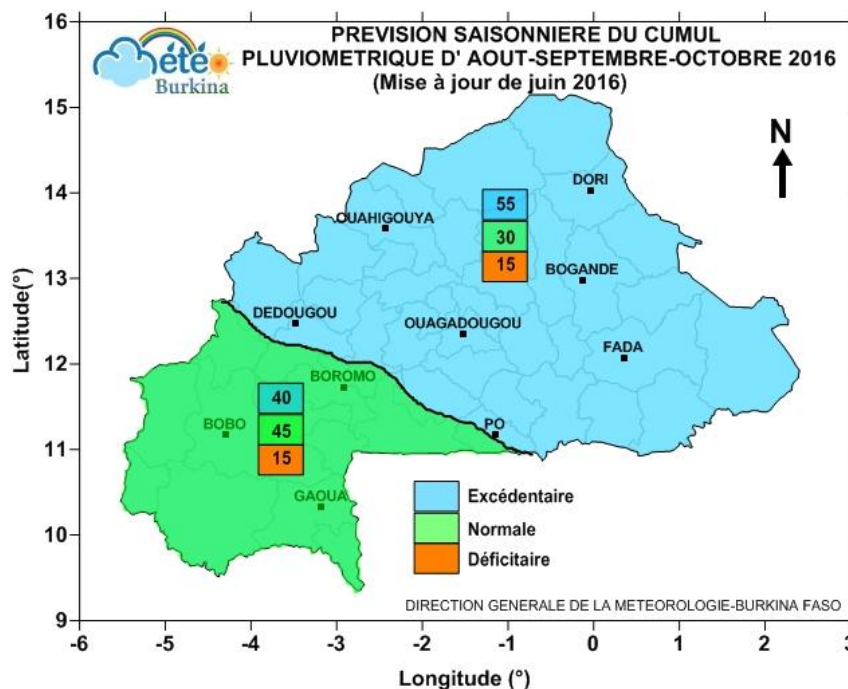 PREVISION SAISONNIERE DU CUMUL
PLUVIOMETRIQUE D' AOUT-SEPTEMBRE-OCTOBRE 2016
(Mise à jour de juin 2016)
Météo
Burkina
N
16
15
14
13
12
11
10
9
Latitude(°)
DORI
55
OUAHIGOUYA
30
15
BOGANDE
DEDOUGOU
OUAGADOUGOU
FADA
BOROMO
40
BOBO
45
PO
15
GAOUA
Excédentaire
Normale
Déficitaire
DIRECTION GENERALE DE LA METEOROLOGIE-BURKINA FASO
-6 -5 -4 -3 -2 -1 0 1 2 3
Longitude (°)